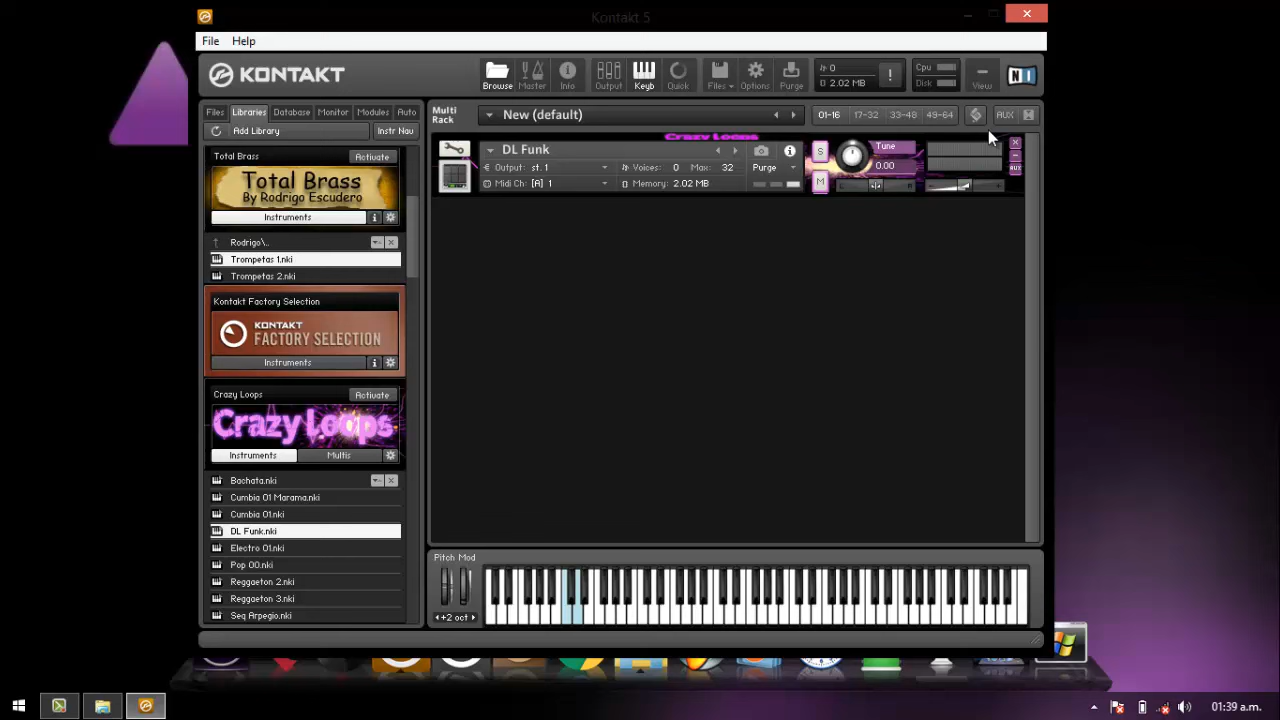 Kontakt 5
File Help
KONTAKT
Browse Master Info Output Keyb Quick Files Options Purge
0
2.02 MB
!
Cpu
Disk
View
NI
Files Libraries Database Monitor Modules Auto
Add Library Instr Nav
Multi Rack
New (default)
01-16 17-32 33-48 49-64 AUX
Total Brass Activate
Total Brass
By Rodrigo Escudero
Instruments i
Rodrigo\..
Trompetas 1.nki
Trompetas 2.nki
Kontakt Factory Selection
KONTAKT
FACTORY SELECTION
Instruments i
Crazy Loops Activate
Crazy Loops
Instruments Multis
Bachata.nki
Cumbia 01 Marama.nki
Cumbia 01.nki
DL Funk.nki
Electro 01.nki
Pop 00.nki
Reggaeton 2.nki
Reggaeton 3.nki
Seq Arpegio.nki
Crazy Loops
DL Funk
Output: st. 1 Voices: 0 Max: 32 Purge
Midi Ch: [A] 1 Memory: 2.02 MB
i
S
M
Tune
0.00
L R
- +
AUX
Pitch Mod
+2 oct
01:39 a.m.